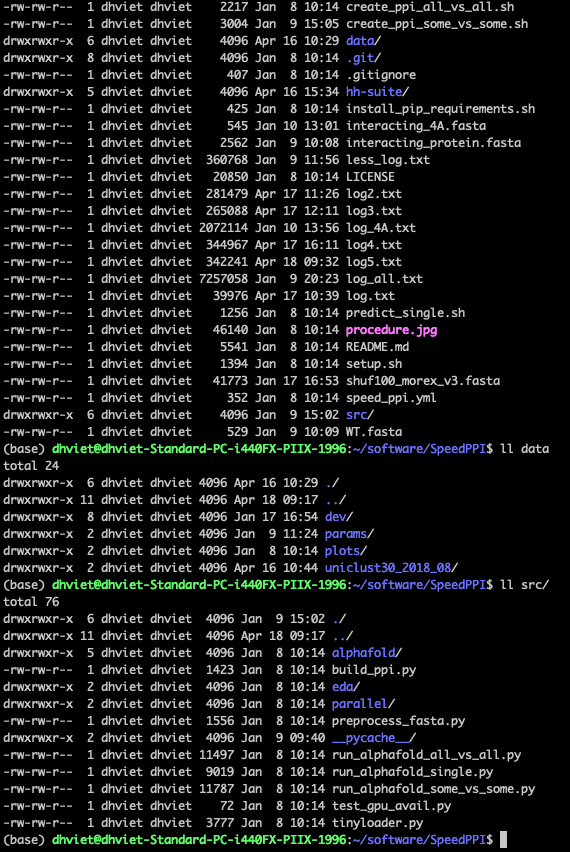 -rw-rw-r--  1 dhviet dhviet    2217 Jan  8 10:14 create_ppi_all_vs_all.sh
-rw-rw-r--  1 dhviet dhviet    3004 Jan  9 15:05 create_ppi_some_vs_some.sh
drwxrwxr-x  6 dhviet dhviet    4096 Apr 16 10:29 data/
drwxrwxr-x  8 dhviet dhviet    4096 Jan  8 10:14 .git/
-rw-rw-r--  1 dhviet dhviet     407 Jan  8 10:14 .gitignore
drwxrwxr-x  5 dhviet dhviet    4096 Apr 16 15:34 hh-suite/
-rw-rw-r--  1 dhviet dhviet     425 Jan  8 10:14 install_pip_requirements.sh
-rw-rw-r--  1 dhviet dhviet     545 Jan 10 13:01 interacting_4A.fasta
-rw-rw-r--  1 dhviet dhviet    2562 Jan  9 10:08 interacting_protein.fasta
-rw-rw-r--  1 dhviet dhviet  360768 Jan  9 11:56 less_log.txt
-rw-rw-r--  1 dhviet dhviet   20850 Jan  8 10:14 LICENSE
-rw-rw-r--  1 dhviet dhviet  281479 Apr 17 11:26 log2.txt
-rw-rw-r--  1 dhviet dhviet  265088 Apr 17 12:11 log3.txt
-rw-rw-r--  1 dhviet dhviet 2072114 Jan 10 13:56 log_4A.txt
-rw-rw-r--  1 dhviet dhviet  344967 Apr 17 16:11 log4.txt
-rw-rw-r--  1 dhviet dhviet  342241 Apr 18 09:32 log5.txt
-rw-rw-r--  1 dhviet dhviet 7257058 Jan  9 20:23 log_all.txt
-rw-rw-r--  1 dhviet dhviet   39976 Apr 17 10:39 log.txt
-rw-rw-r--  1 dhviet dhviet    1256 Jan  8 10:14 predict_single.sh
-rw-rw-r--  1 dhviet dhviet   46140 Jan  8 10:14 procedure.jpg
-rw-rw-r--  1 dhviet dhviet    5541 Jan  8 10:14 README.md
-rw-rw-r--  1 dhviet dhviet    1394 Jan  8 10:14 setup.sh
-rw-rw-r--  1 dhviet dhviet   41773 Jan 17 16:53 shuf100_morex_v3.fasta
-rw-rw-r--  1 dhviet dhviet     352 Jan  8 10:14 speed_ppi.yml
drwxrwxr-x  6 dhviet dhviet    4096 Jan  9 15:02 src/
-rw-rw-r--  1 dhviet dhviet     529 Jan  9 10:09 WT.fasta
(base) dhviet@dhviet-Standard-PC-i440FX-PIIX-1996:~/software/SpeedPPI$ ll data
total 24
drwxrwxr-x  6 dhviet dhviet 4096 Apr 16 10:29 ./
drwxrwxr-x 11 dhviet dhviet 4096 Apr 18 09:17 ../
drwxrwxr-x  8 dhviet dhviet 4096 Jan 17 16:54 dev/
drwxrwxr-x  2 dhviet dhviet 4096 Jan  9 11:24 params/
drwxrwxr-x  2 dhviet dhviet 4096 Jan  8 10:14 plots/
drwxrwxr-x  2 dhviet dhviet 4096 Apr 16 10:44 uniclust30_2018_08/
(base) dhviet@dhviet-Standard-PC-i440FX-PIIX-1996:~/software/SpeedPPI$ ll src/
total 76
drwxrwxr-x  6 dhviet dhviet  4096 Jan  9 15:02 ./
drwxrwxr-x 11 dhviet dhviet  4096 Apr 18 09:17 ../
drwxrwxr-x  5 dhviet dhviet  4096 Jan  8 10:14 alphafold/
-rw-rw-r--  1 dhviet dhviet  1423 Jan  8 10:14 build_ppi.py
drwxrwxr-x  2 dhviet dhviet  4096 Jan  8 10:14 eda/
drwxrwxr-x  2 dhviet dhviet  4096 Jan  8 10:14 parallel/
-rw-rw-r--  1 dhviet dhviet  1556 Jan  8 10:14 preprocess_fasta.py
drwxrwxr-x  2 dhviet dhviet  4096 Jan  9 09:40 __pycache__/
-rw-rw-r--  1 dhviet dhviet 11497 Jan  8 10:14 run_alphafold_all_vs_all.py
-rw-rw-r--  1 dhviet dhviet  9019 Jan  8 10:14 run_alphafold_single.py
-rw-rw-r--  1 dhviet dhviet 11787 Jan  8 10:14 run_alphafold_some_vs_some.py
-rw-rw-r--  1 dhviet dhviet    72 Jan  8 10:14 test_gpu_avail.py
-rw-rw-r--  1 dhviet dhviet  3777 Jan  8 10:14 tinyloader.py
(base) dhviet@dhviet-Standard-PC-i440FX-PIIX-1996:~/software/SpeedPPI$